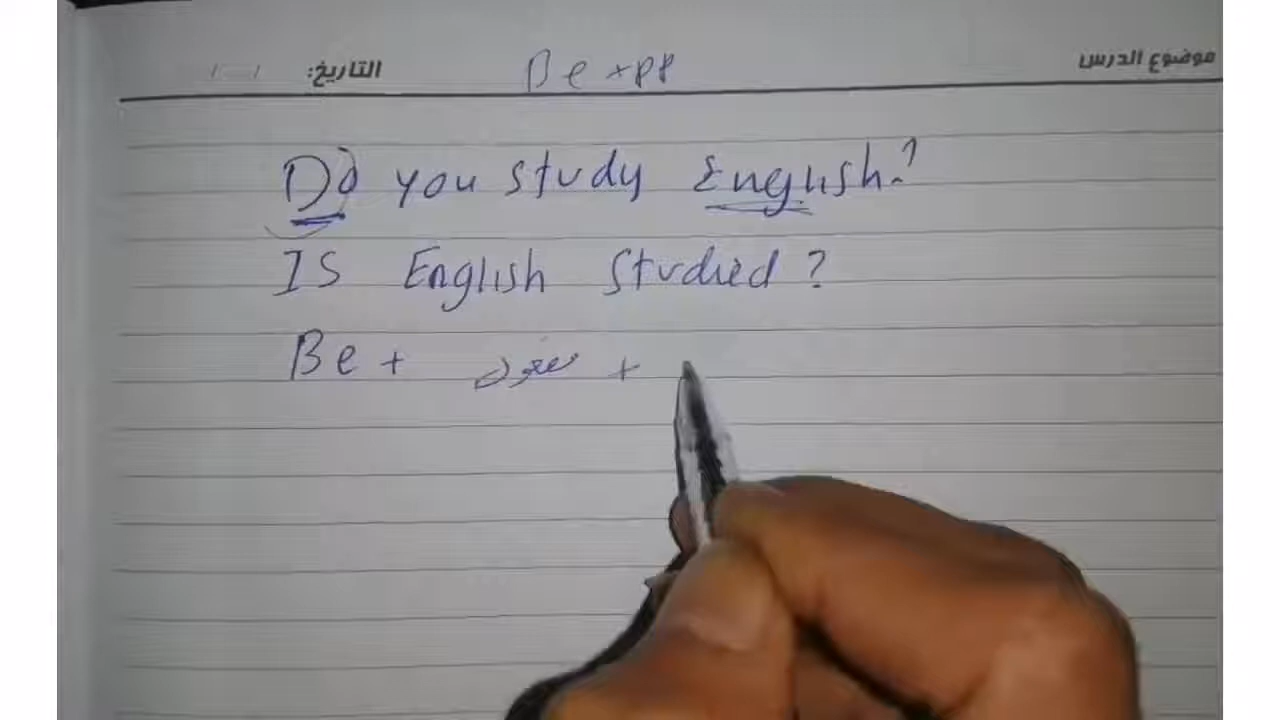 موضوع الدرس
Be +pp
التاريخ: / /
Do you study English?
Is English studied?
Be + مفعول +